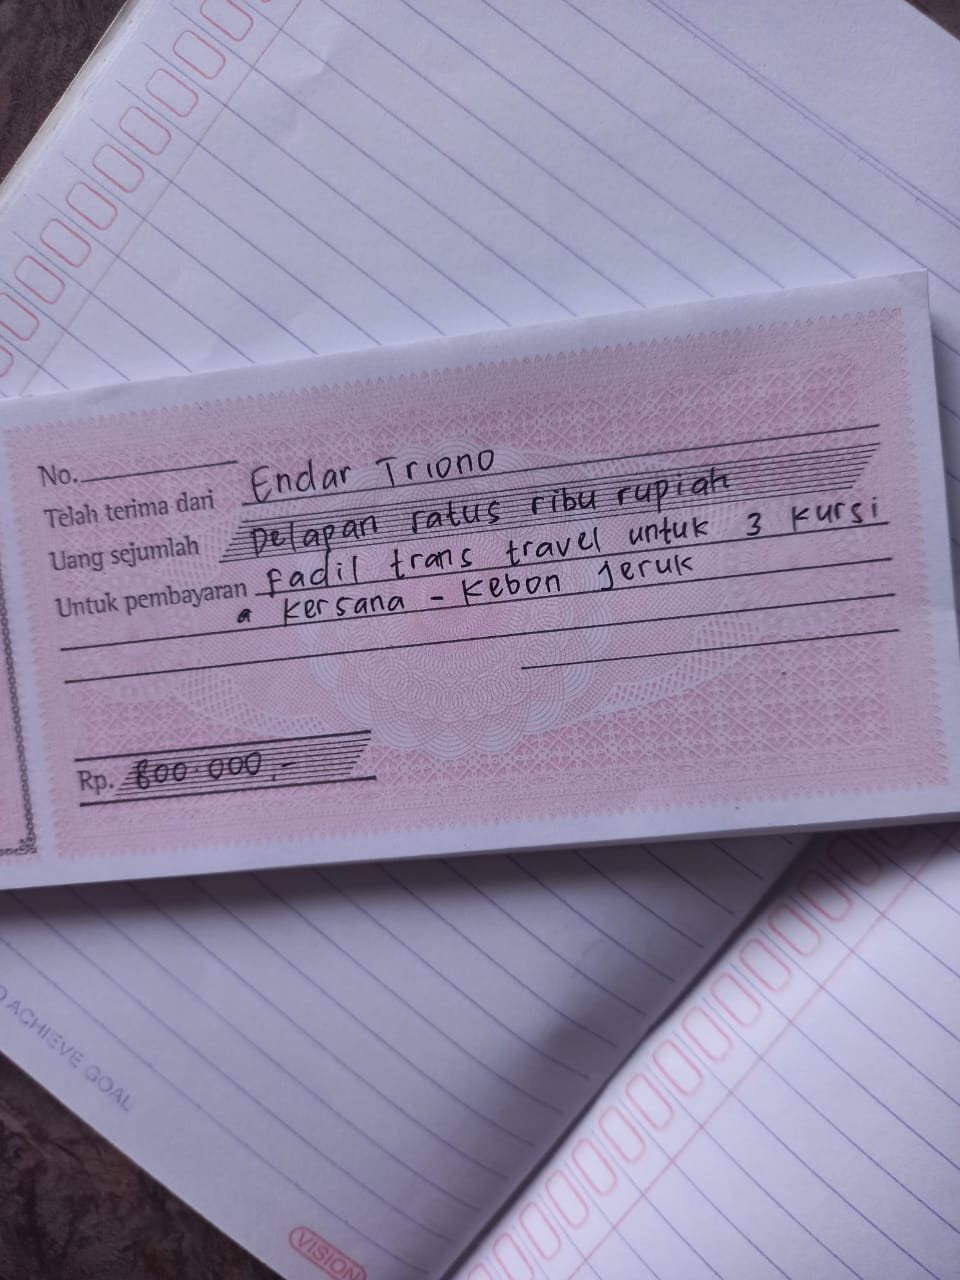 No.
Telah terima dari Endar Triono
Uang sejumlah Delapan ratus ribu rupiah
Untuk pembayaran fadil trans travel untuk 3 kursi
a kersana - kebon jeruk
Rp. 800.000,-
ACHIEVE GOAL
VISION